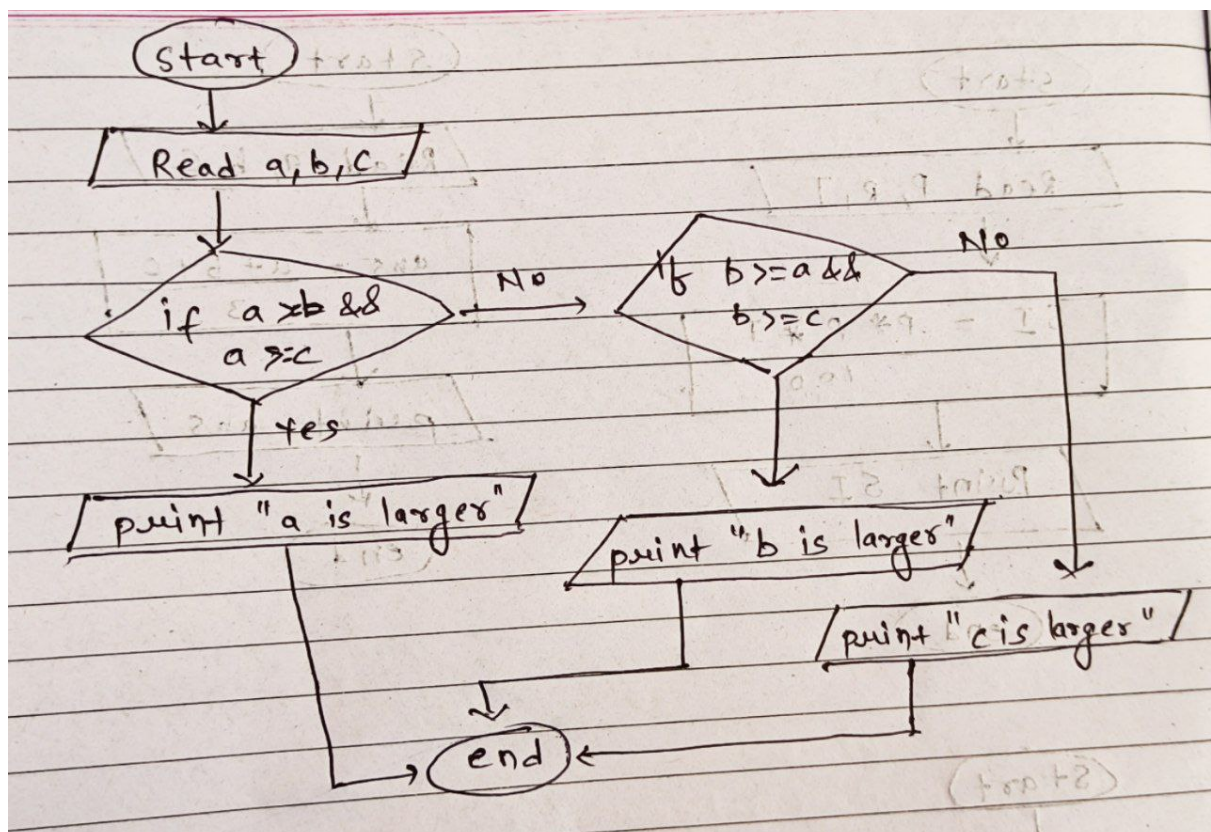 start
Read a, b, c
if a >=b &&
a >=c
No
if b >=a &&
b >=c
No
Yes
print "a is larger"
print "b is larger"
print "c is larger"
end